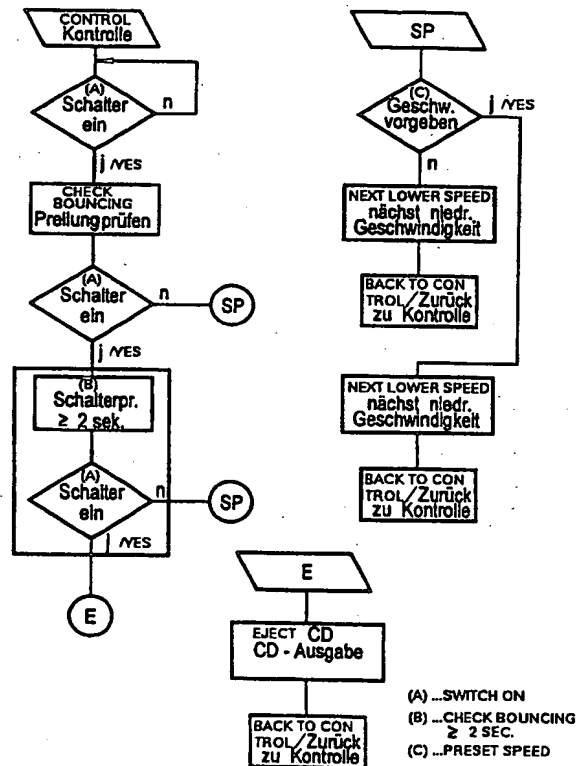 CONTROL
Kontrolle
(A)
Schalter
ein
n
j /YES
CHECK
BOUNCING
Prellungprüfen
(A)
Schalter
ein
n
SP
j /YES
(B)
Schalterpr.
≥ 2 sek.
(A)
Schalter
ein
n
SP
j /YES
E
SP
(C)
Geschw.
vorgeben
j /YES
n
NEXT LOWER SPEED
nächst niedr.
Geschwindigkeit
BACK TO CON
TROL/Zurück
zu Kontrolle
NEXT LOWER SPEED
nächst niedr.
Geschwindigkeit
BACK TO CON
TROL/Zurück
zu Kontrolle
E
EJECT CD
CD - Ausgabe
BACK TO CON
TROL/Zurück
zu Kontrolle
(A) ...SWITCH ON
(B) ...CHECK BOUNCING
≥ 2 SEC.
(C) ...PRESET SPEED